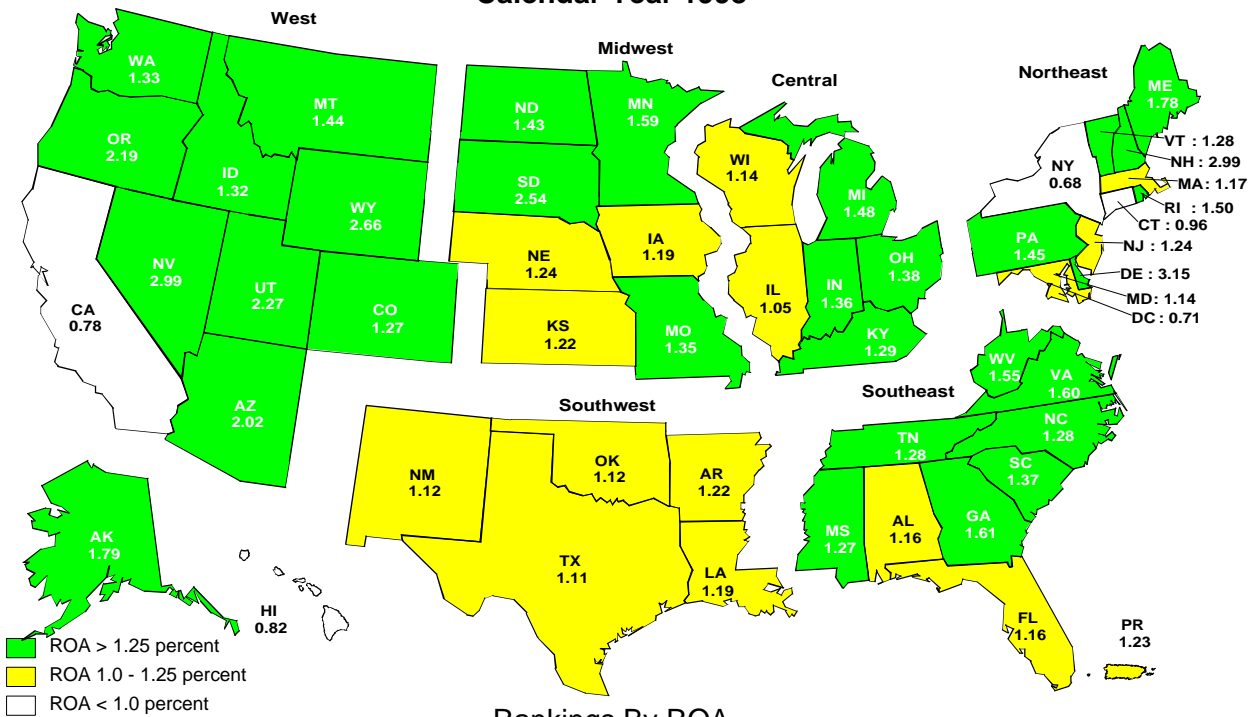 West
Midwest
Central
Northeast
WA
1.33
MT
1.44
OR
2.19
ID
1.32
WY
2.66
NV
2.99
UT
2.27
CO
1.27
CA
0.78
AZ
2.02
AK
1.79
HI
0.82
ND
1.43
MN
1.59
SD
2.54
NE
1.24
IA
1.19
KS
1.22
MO
1.35
WI
1.14
MI
1.48
IL
1.05
IN
1.36
OH
1.38
KY
1.29
ME
1.78
NY
0.68
VT : 1.28
NH : 2.99
MA : 1.17
RI : 1.50
CT : 0.96
NJ : 1.24
PA
1.45
DE : 3.15
MD: 1.14
DC : 0.71
Southwest
NM
1.12
OK
1.12
AR
1.22
TX
1.11
LA
1.19
Southeast
WV
1.55
VA
1.60
TN
1.28
NC
1.28
SC
1.37
MS
1.27
AL
1.16
GA
1.61
FL
1.16
PR
1.23
ROA > 1.25 percent
ROA 1.0 - 1.25 percent
ROA < 1.0 percent
Rankings By ROA